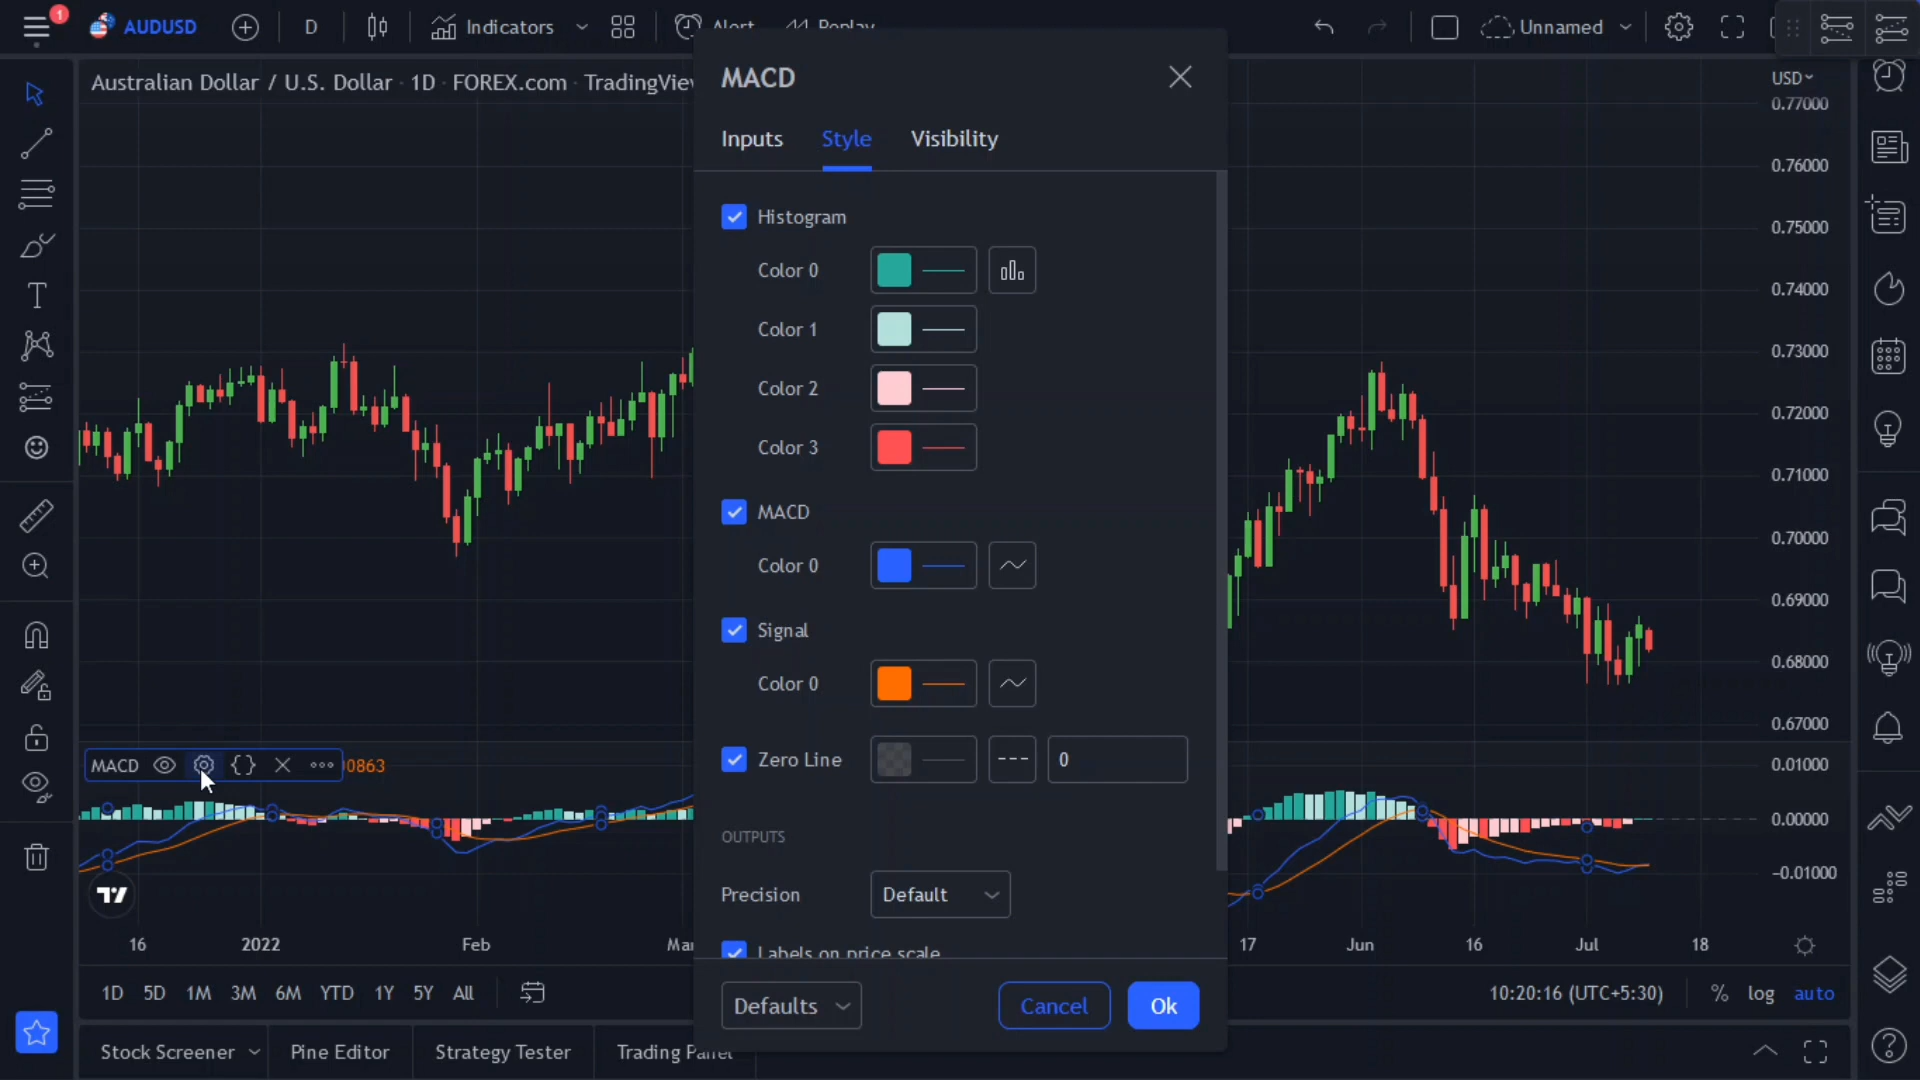 1
AUDUSD
D
Indicators
Alert
Replay
Unnamed
Australian Dollar / U.S. Dollar · 1D · FOREX.com · TradingView
MACD
Inputs
Style
Visibility
Histogram
Color 0
Color 1
Color 2
Color 3
MACD
Color 0
Signal
Color 0
Zero Line
0
OUTPUTS
Precision
Default
Labels on price scale
Defaults
Cancel
Ok
USD
0.77000
0.76000
0.75000
0.74000
0.73000
0.72000
0.71000
0.70000
0.69000
0.68000
0.67000
0.01000
0.00000
-0.01000
MACD
0863
16
2022
Feb
Mar
17
Jun
16
Jul
18
1D 5D 1M 3M 6M YTD 1Y 5Y All
10:20:16 (UTC+5:30)
%
log
auto
Stock Screener
Pine Editor
Strategy Tester
Trading Panel